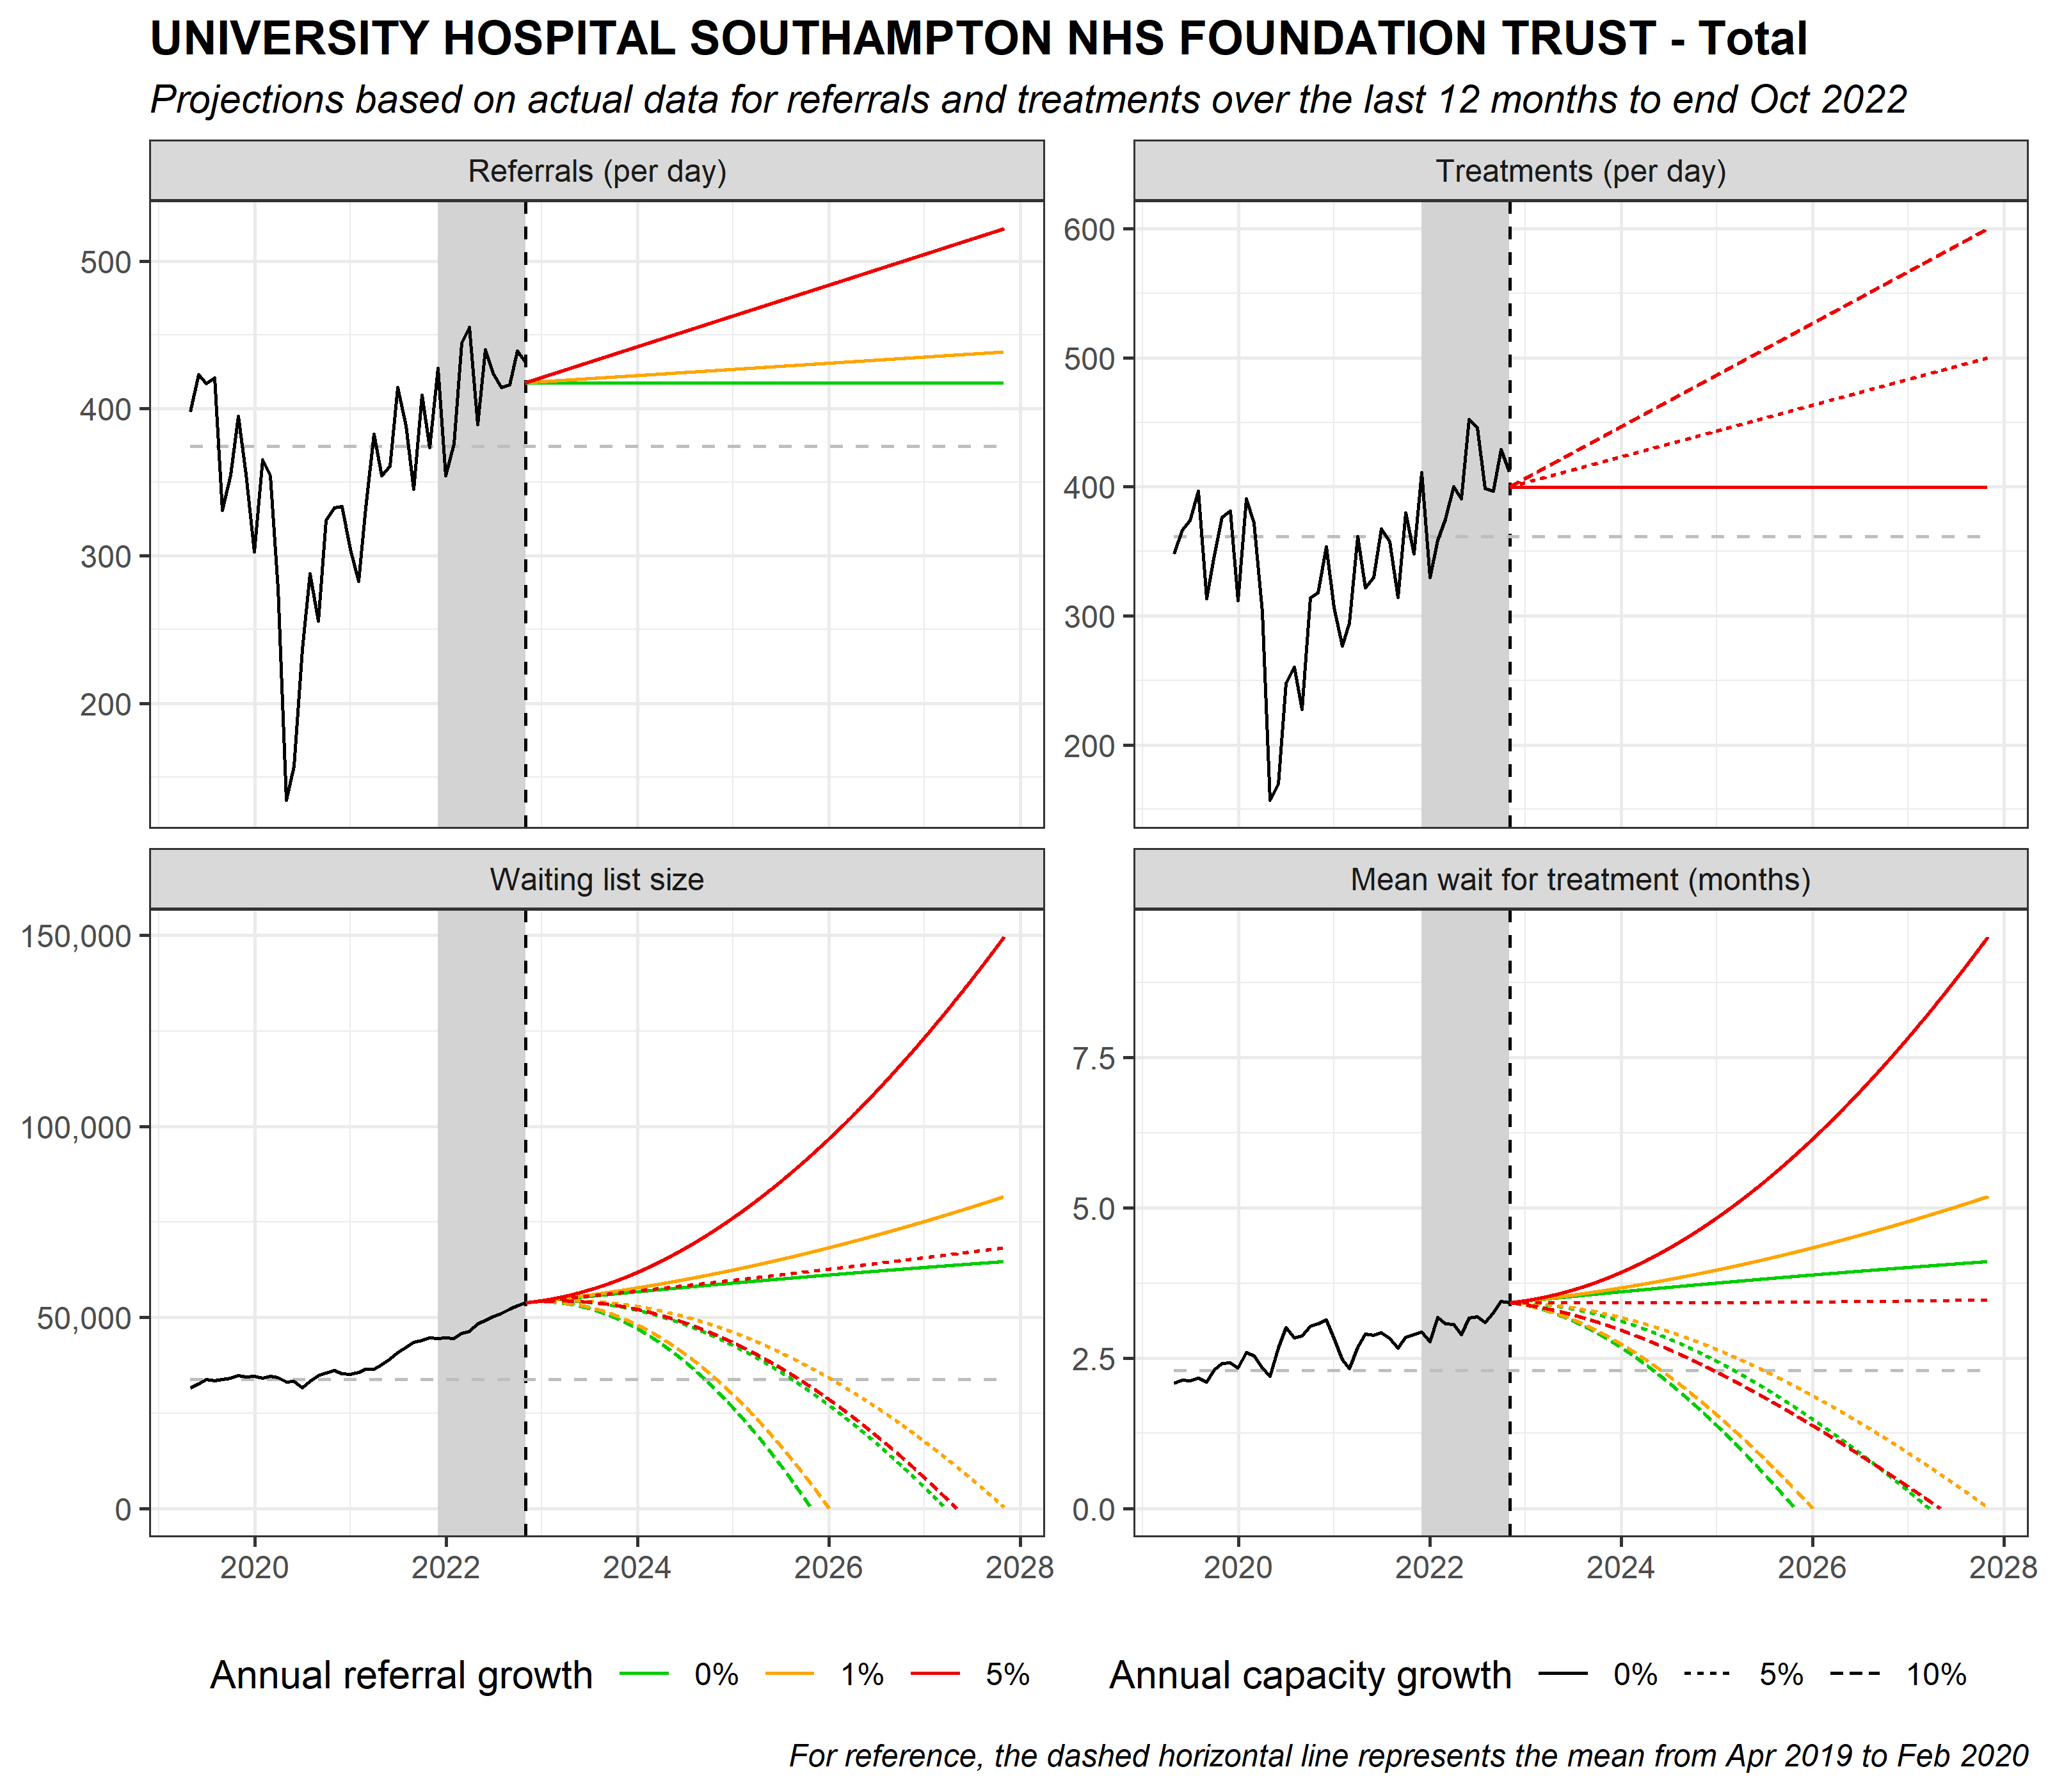 UNIVERSITY HOSPITAL SOUTHAMPTON NHS FOUNDATION TRUST - Total
Projections based on actual data for referrals and treatments over the last 12 months to end Oct 2022
Referrals (per day)
500
400
300
200
Treatments (per day)
600
500
400
300
200
Waiting list size
150,000
100,000
50,000
0
2020 2022 2024 2026 2028
Mean wait for treatment (months)
7.5
5.0
2.5
0.0
2020 2022 2024 2026 2028
Annual referral growth 0% 1% 5%
Annual capacity growth 0% 5% 10%
For reference, the dashed horizontal line represents the mean from Apr 2019 to Feb 2020